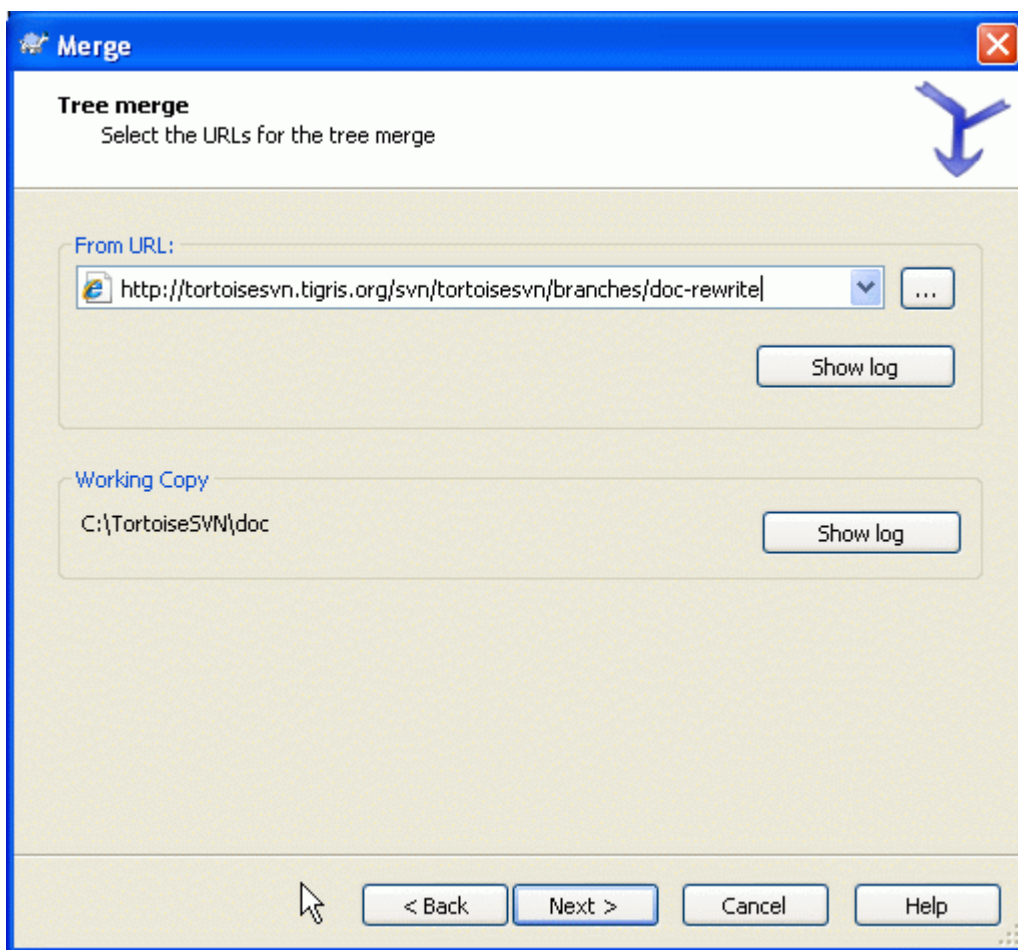 Merge
Tree merge
Select the URLs for the tree merge
From URL:
http://tortoisesvn.tigris.org/svn/tortoisesvn/branches/doc-rewrite
...
Show log
Working Copy
C:\TortoiseSVN\doc
Show log
< Back
Next >
Cancel
Help